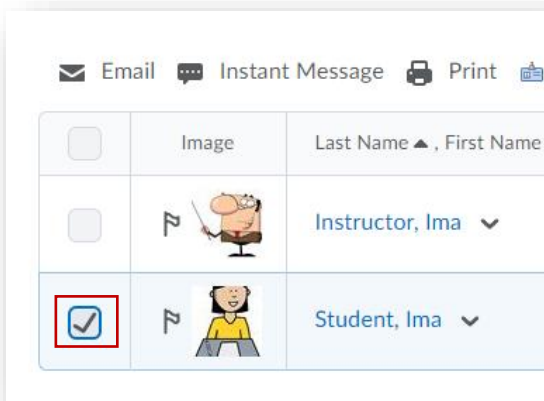 Email Instant Message Print
Image Last Name ▲ , First Name
Instructor, Ima
Student, Ima